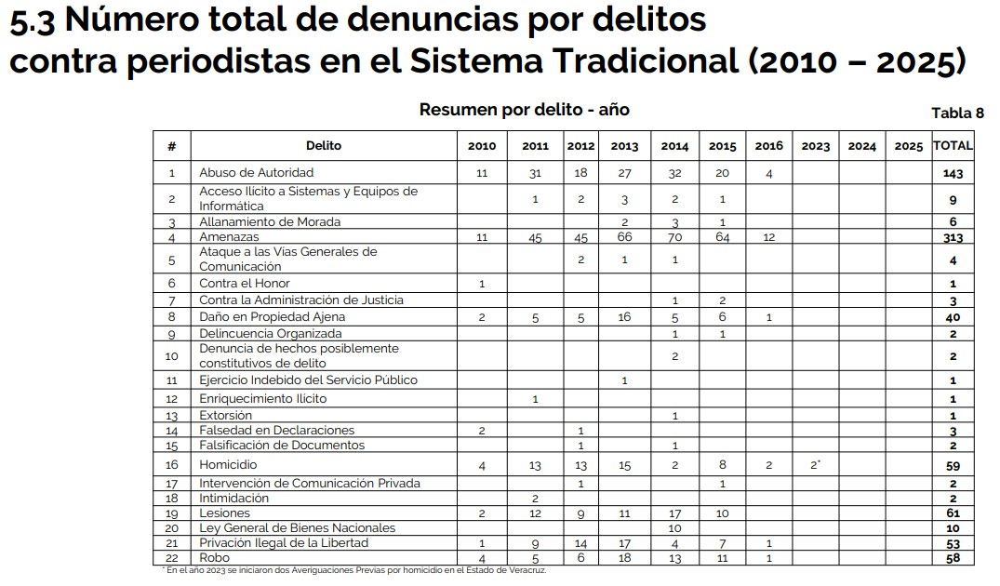 5.3 Número total de denuncias por delitos
contra periodistas en el Sistema Tradicional (2010 – 2025)
Resumen por delito - año
Tabla 8
# Delito 2010 2011 2012 2013 2014 2015 2016 2023 2024 2025 TOTAL
1 Abuso de Autoridad 11 31 18 27 32 20 4 143
2 Acceso Ilícito a Sistemas y Equipos de
Informática 1 2 3 2 1 9
3 Allanamiento de Morada 2 3 1 6
4 Amenazas 11 45 45 66 70 64 12 313
5 Ataque a las Vías Generales de
Comunicación 2 1 1 4
6 Contra el Honor 1 1
7 Contra la Administración de Justicia 1 2 3
8 Daño en Propiedad Ajena 2 5 5 16 5 6 1 40
9 Delincuencia Organizada 1 1 2
10 Denuncia de hechos posiblemente
constitutivos de delito 2 2
11 Ejercicio Indebido del Servicio Público 1 1
12 Enriquecimiento Ilícito 1 1
13 Extorsión 1 1
14 Falsedad en Declaraciones 2 1 3
15 Falsificación de Documentos 1 1 2
16 Homicidio 4 13 13 15 2 8 2 2* 59
17 Intervención de Comunicación Privada 1 1 2
18 Intimidación 2 2
19 Lesiones 2 12 9 11 17 10 61
20 Ley General de Bienes Nacionales 10 10
21 Privación Ilegal de la Libertad 1 9 14 17 4 7 1 53
22 Robo 4 5 6 18 13 11 1 58
* En el año 2023 se iniciaron dos Averiguaciones Previas por homicidio en el Estado de Veracruz.